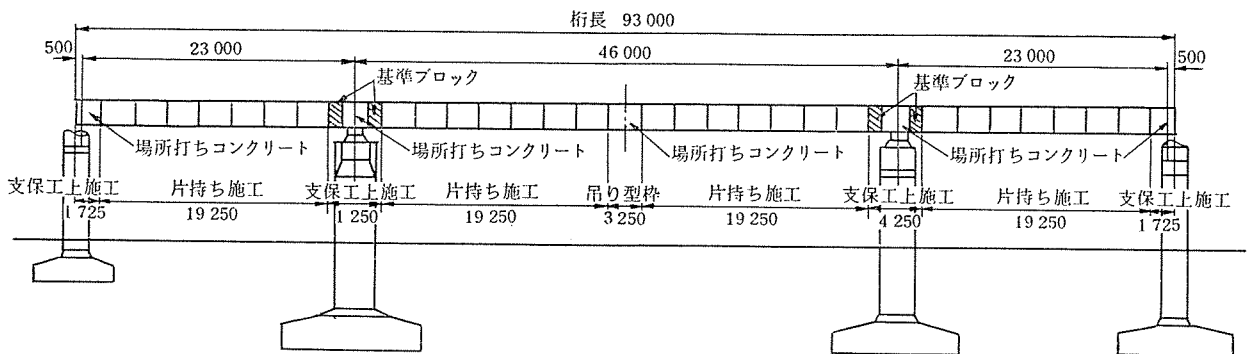 桁長 93 000
500 23 000 46 000 23 000 500
基準ブロック 基準ブロック
場所打ちコンクリート 場所打ちコンクリート 場所打ちコンクリート 場所打ちコンクリート
支保工上施工 片持ち施工 支保工上施工 片持ち施工 吊り型枠 片持ち施工 支保工上施工 片持ち施工 支保工上施工
1 725 19 250 1 250 19 250 3 250 19 250 4 250 19 250 1 725